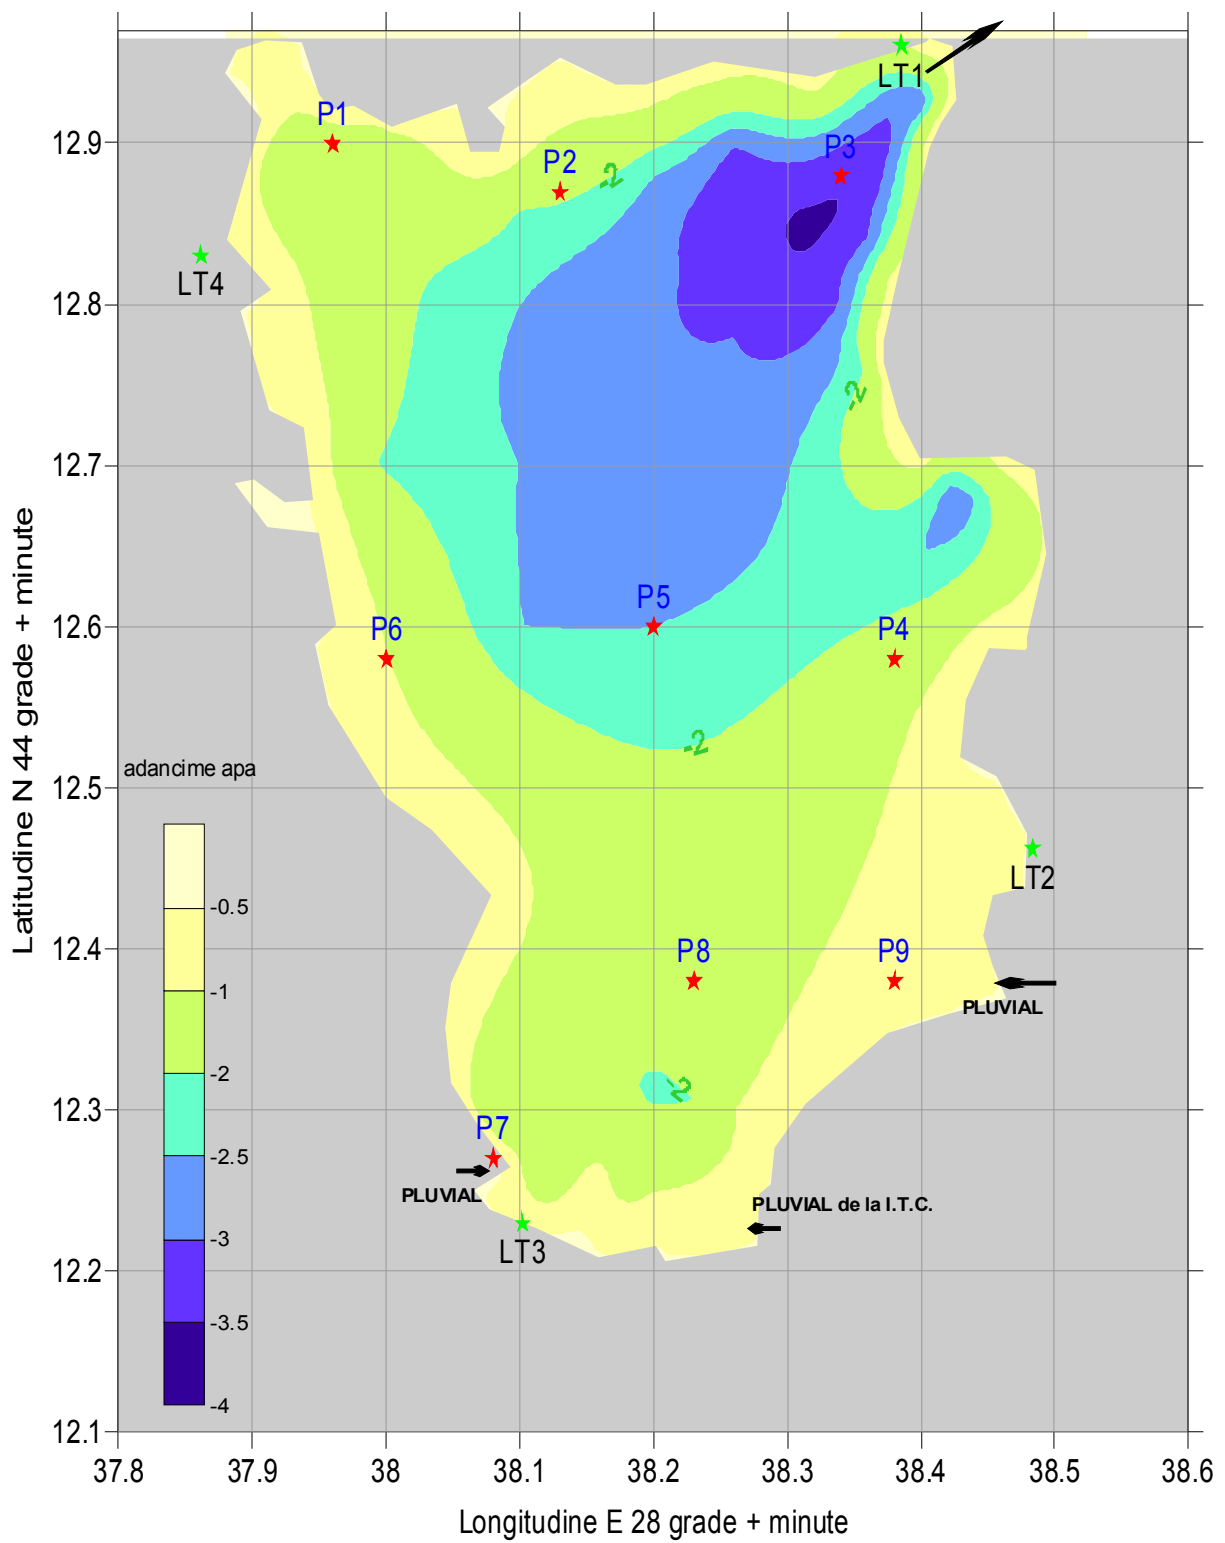 LT1
P1
12.9
P2
P3
-2
LT4
12.8
-2
12.7
P5
12.6
P6
P4
-2
adancime apa
12.5
LT2
-0.5
12.4
P8
P9
-1
PLUVIAL
-2
-2
12.3
P7
-2.5
PLUVIAL
PLUVIAL de la I.T.C.
-3
LT3
12.2
-3.5
-4
12.1
Latitudine N 44 grade + minute
37.8 37.9 38 38.1 38.2 38.3 38.4 38.5 38.6
Longitudine E 28 grade + minute